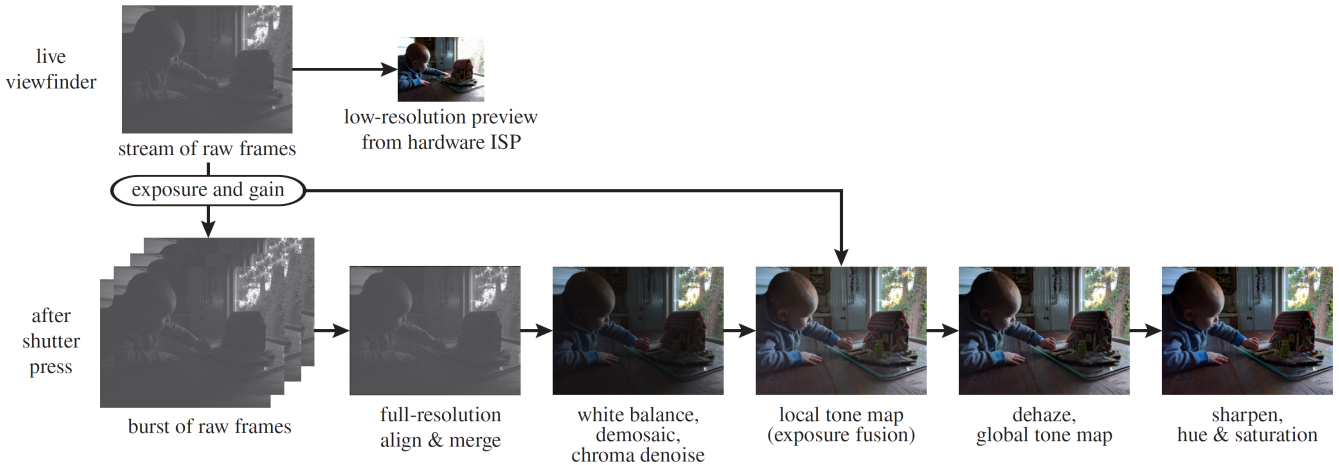 live
viewfinder
low-resolution preview
from hardware ISP
stream of raw frames
exposure and gain
after
shutter
press
burst of raw frames
full-resolution
align & merge
white balance,
demosaic,
chroma denoise
local tone map
(exposure fusion)
dehaze,
global tone map
sharpen,
hue & saturation